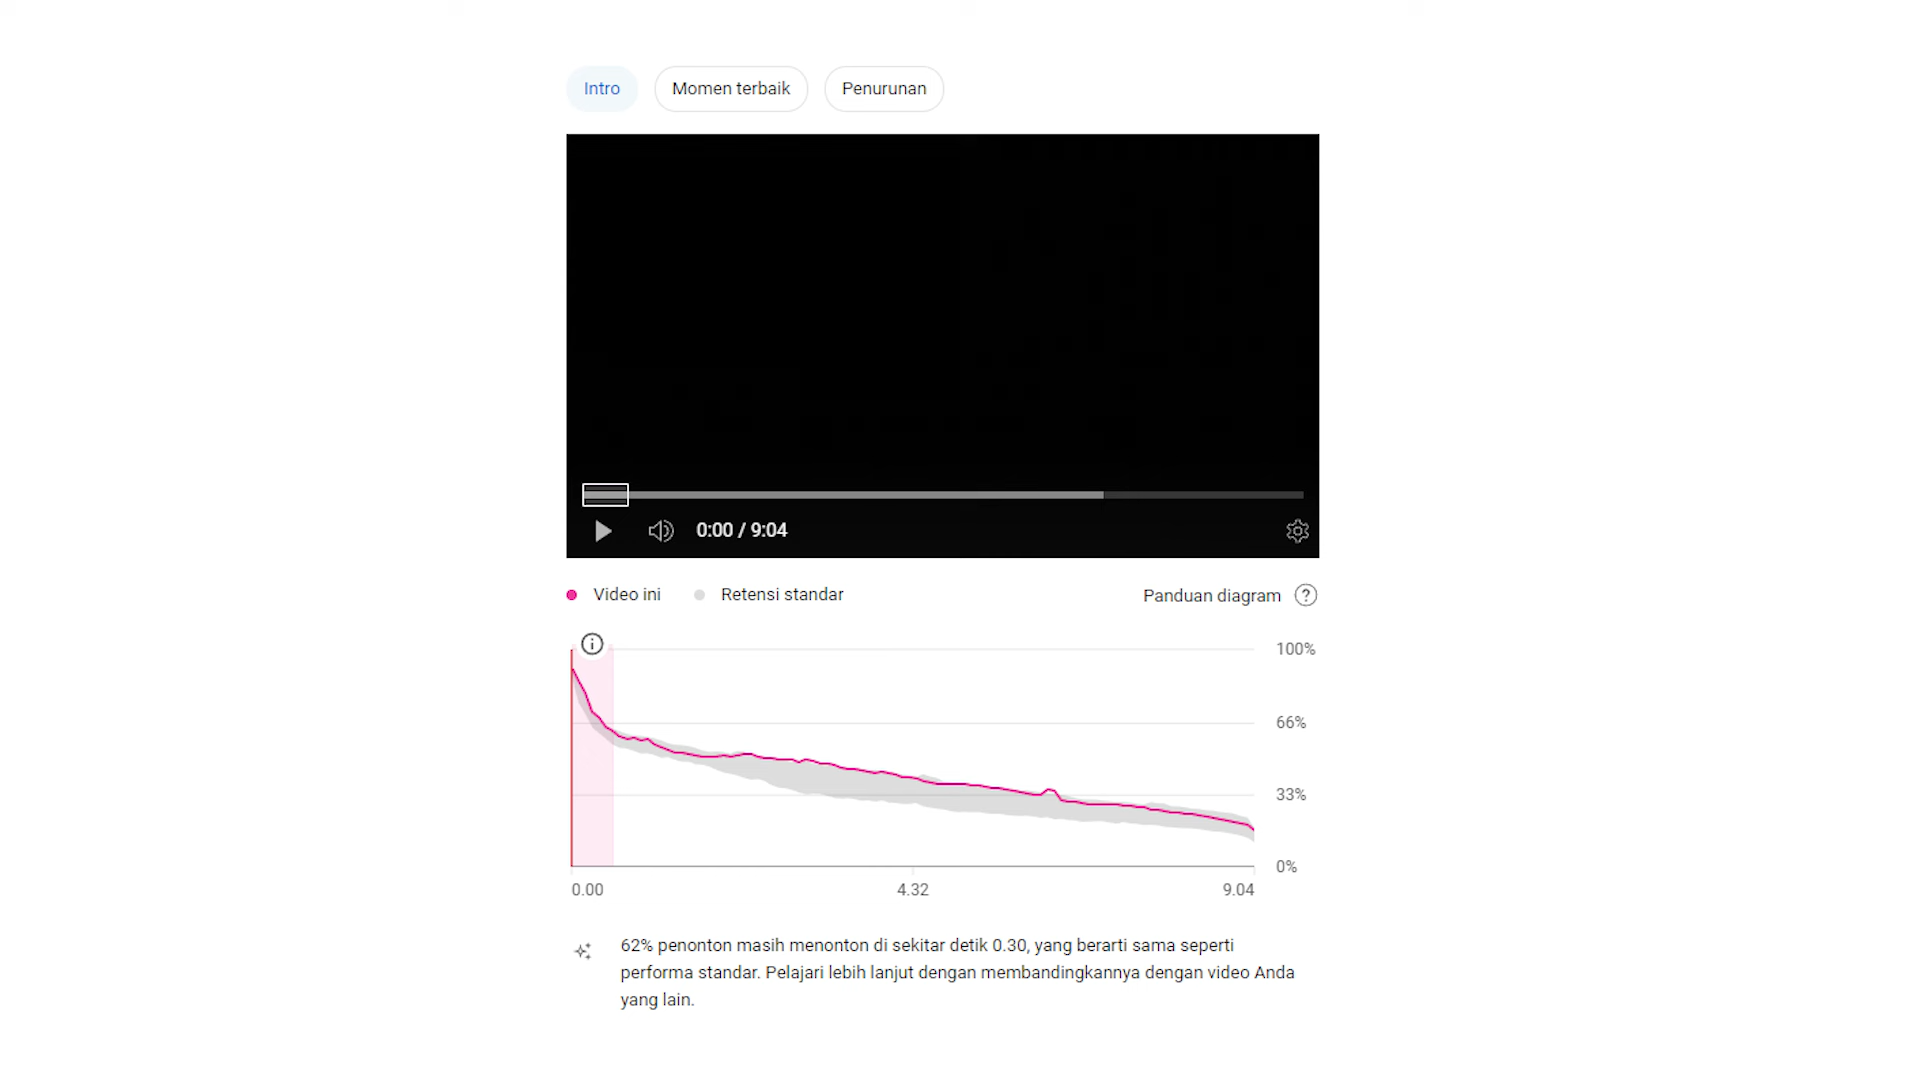 Intro
Momen terbaik
Penurunan
0:00 / 9:04
Video ini
Retensi standar
Panduan diagram ?
i
100%
66%
33%
0%
0.00
4.32
9.04
62% penonton masih menonton di sekitar detik 0.30, yang berarti sama seperti
performa standar. Pelajari lebih lanjut dengan membandingkannya dengan video Anda
yang lain.